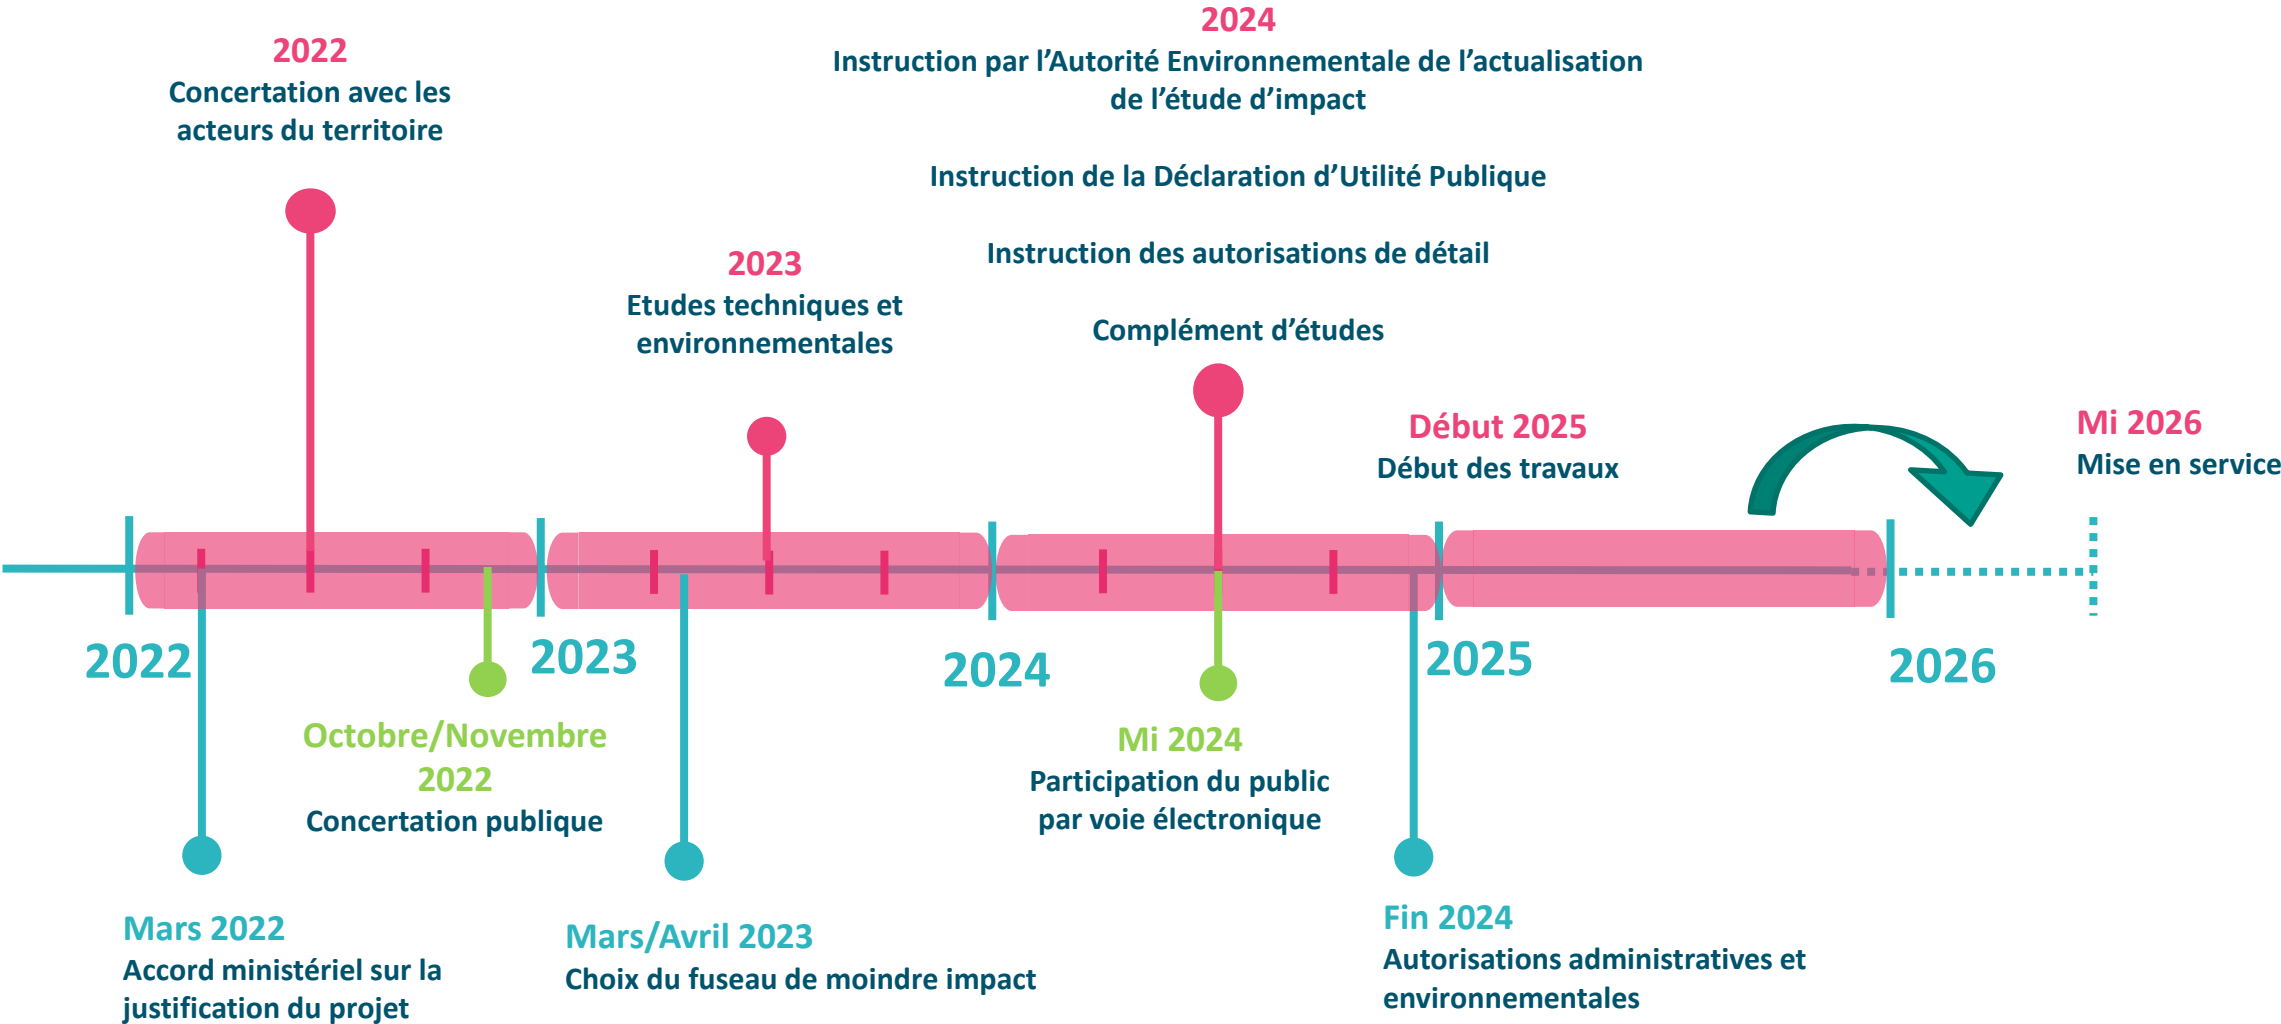 2022
Concertation avec les
acteurs du territoire
2023
Etudes techniques et
environnementales
2024
Instruction par l’Autorité Environnementale de l’actualisation
de l’étude d’impact
Instruction de la Déclaration d’Utilité Publique
Instruction des autorisations de détail
Complément d’études
Début 2025
Début des travaux
Mi 2026
Mise en service
2022
2023
2024
2025
2026
Mars 2022
Accord ministériel sur la
justification du projet
Octobre/Novembre
2022
Concertation publique
Mars/Avril 2023
Choix du fuseau de moindre impact
Mi 2024
Participation du public
par voie électronique
Fin 2024
Autorisations administratives et
environnementales